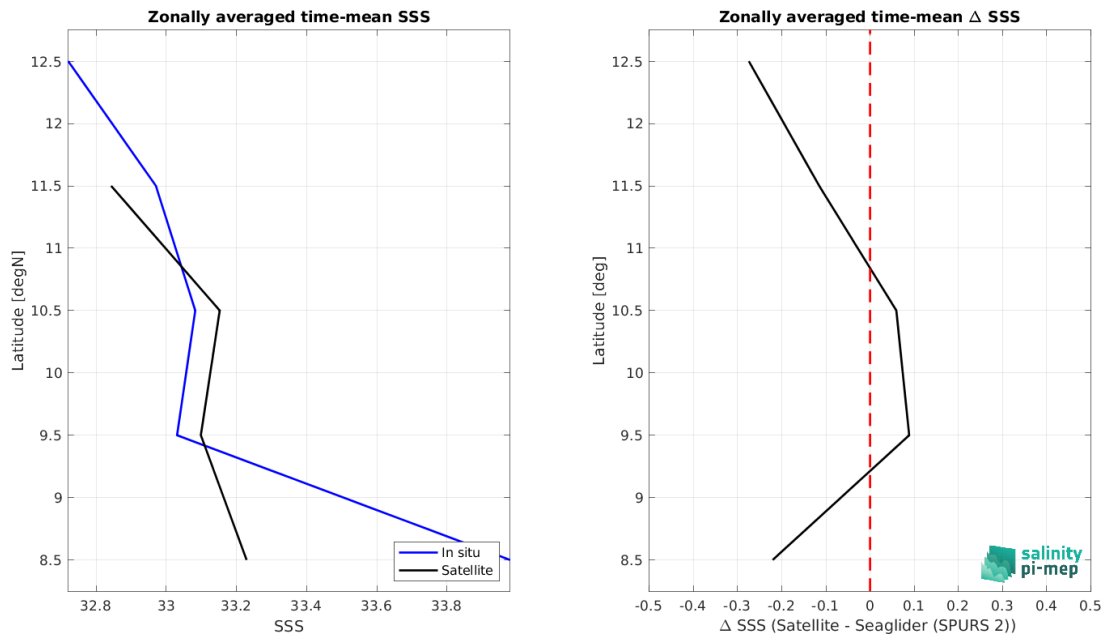 Zonally averaged time-mean SSS
12.5
12
11.5
11
10.5
10
9.5
9
8.5
Latitude [degN]
32.8 33 33.2 33.4 33.6 33.8
SSS
In situ
Satellite
Zonally averaged time-mean Δ SSS
12.5
12
11.5
11
10.5
10
9.5
9
8.5
Latitude [deg]
-0.5 -0.4 -0.3 -0.2 -0.1 0 0.1 0.2 0.3 0.4 0.5
Δ SSS (Satellite - Seaglider (SPURS 2))
salinity
pi-mep